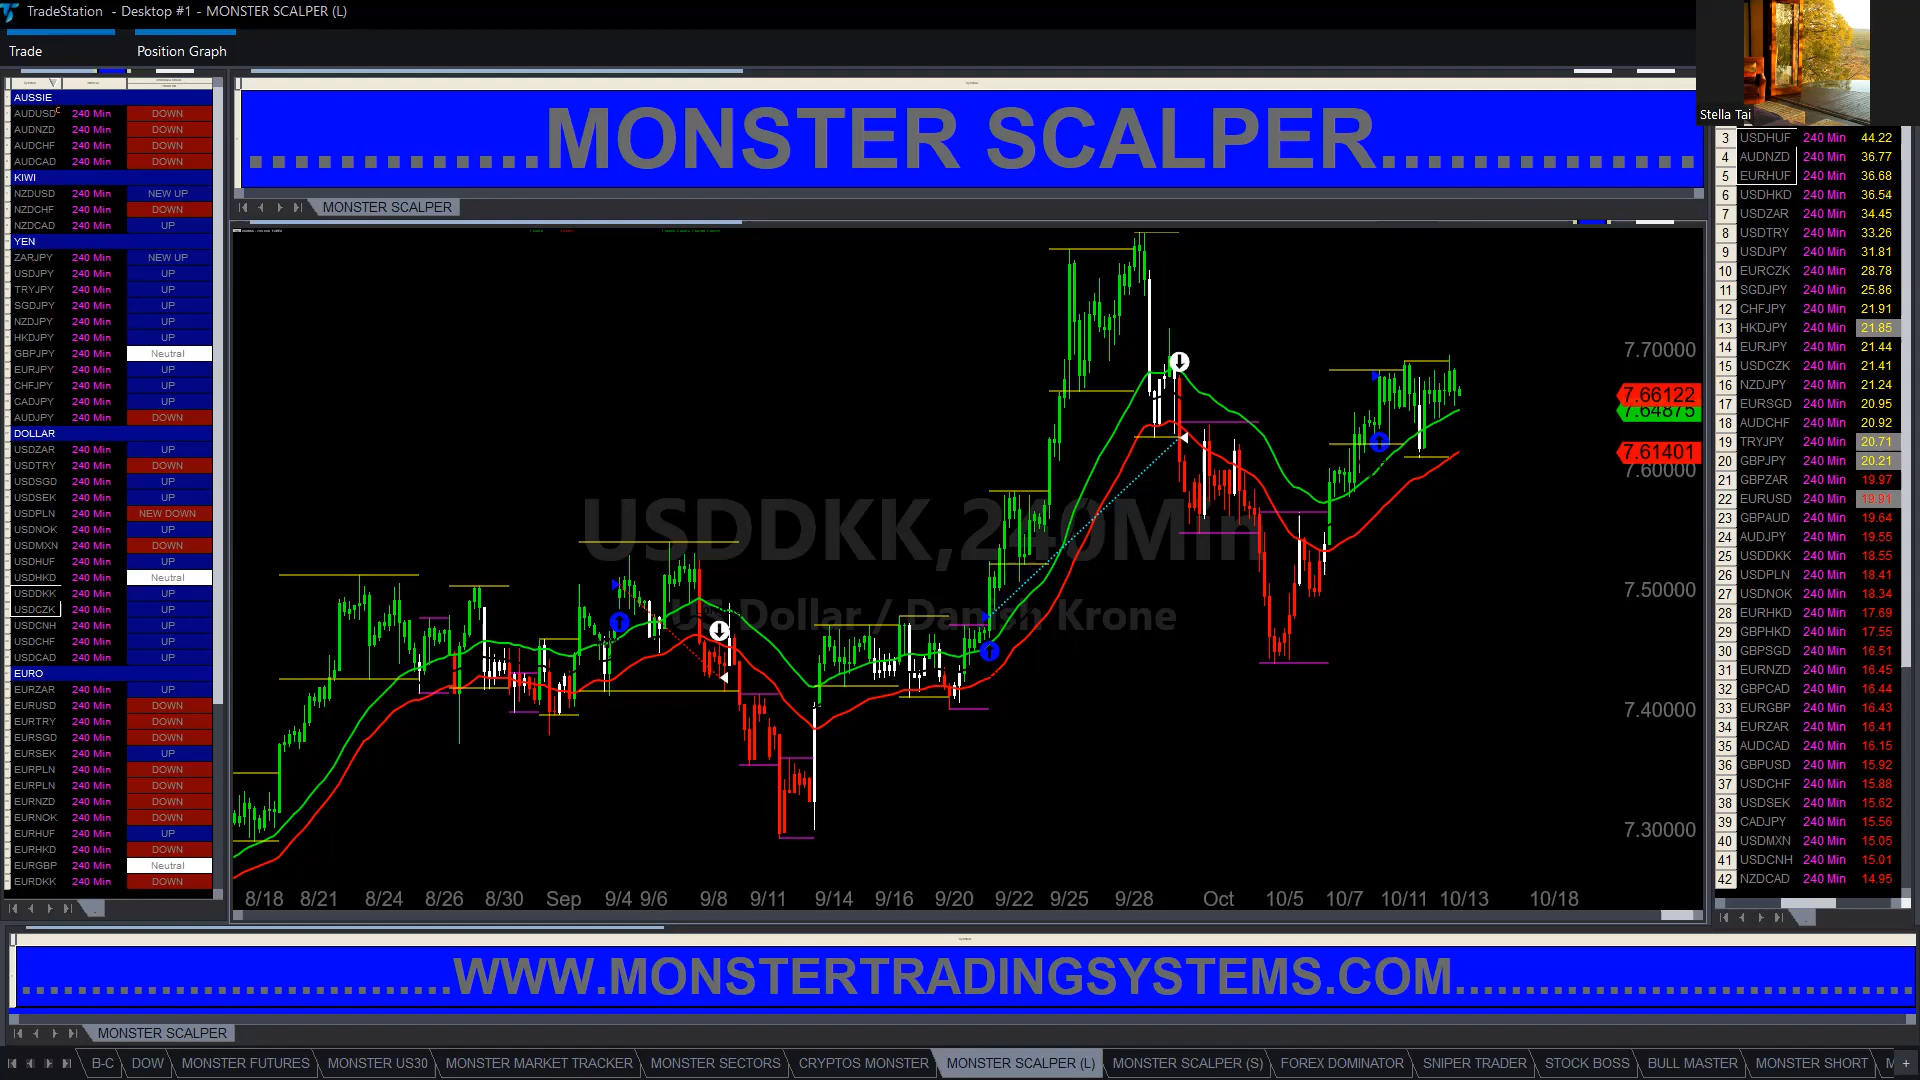 TradeStation - Desktop #1 - MONSTER SCALPER (L)
Trade
Position Graph
AUSSIE
AUDUSD 240 Min DOWN
AUDNZD 240 Min DOWN
AUDCHF 240 Min DOWN
AUDCAD 240 Min DOWN
KIWI
NZDUSD 240 Min NEW UP
NZDCHF 240 Min DOWN
NZDCAD 240 Min UP
YEN
ZARJPY 240 Min NEW UP
USDJPY 240 Min UP
TRYJPY 240 Min UP
SGDJPY 240 Min UP
NZDJPY 240 Min UP
HKDJPY 240 Min UP
GBPJPY 240 Min Neutral
EURJPY 240 Min UP
CHFJPY 240 Min UP
CADJPY 240 Min UP
AUDJPY 240 Min DOWN
DOLLAR
USDZAR 240 Min UP
USDTRY 240 Min DOWN
USDSGD 240 Min UP
USDSEK 240 Min UP
USDPLN 240 Min NEW DOWN
USDNOK 240 Min UP
USDMXN 240 Min DOWN
USDHUF 240 Min UP
USDHKD 240 Min Neutral
USDDKK 240 Min UP
USDCZK 240 Min UP
USDCNH 240 Min UP
USDCHF 240 Min UP
USDCAD 240 Min UP
EURO
EURZAR 240 Min UP
EURUSD 240 Min DOWN
EURTRY 240 Min DOWN
EURSGD 240 Min DOWN
EURSEK 240 Min UP
EURPLN 240 Min DOWN
EURPLN 240 Min DOWN
EURNZD 240 Min DOWN
EURNOK 240 Min DOWN
EURHUF 240 Min UP
EURHKD 240 Min DOWN
EURGBP 240 Min Neutral
EURDKK 240 Min DOWN
...............MONSTER SCALPER................
MONSTER SCALPER
USDDKK,240Min
US Dollar / Danish Krone
7.70000
7.66122
7.64875
7.61401
7.60000
7.50000
7.40000
7.30000
8/18 8/21 8/24 8/26 8/30 Sep 9/4 9/6 9/8 9/11 9/14 9/16 9/20 9/22 9/25 9/28 Oct 10/5 10/7 10/11 10/13 10/18
Stella Tai
3 USDHUF 240 Min 44.22
4 AUDNZD 240 Min 36.77
5 EURHUF 240 Min 36.68
6 USDHKD 240 Min 36.54
7 USDZAR 240 Min 34.45
8 USDTRY 240 Min 33.26
9 USDJPY 240 Min 31.81
10 EURCZK 240 Min 28.78
11 SGDJPY 240 Min 25.86
12 CHFJPY 240 Min 21.91
13 HKDJPY 240 Min 21.85
14 EURJPY 240 Min 21.44
15 USDCZK 240 Min 21.41
16 NZDJPY 240 Min 21.24
17 EURSGD 240 Min 20.95
18 AUDCHF 240 Min 20.92
19 TRYJPY 240 Min 20.71
20 GBPJPY 240 Min 20.21
21 GBPZAR 240 Min 19.97
22 EURUSD 240 Min 19.91
23 GBPAUD 240 Min 19.64
24 AUDJPY 240 Min 19.55
25 USDDKK 240 Min 18.55
26 USDPLN 240 Min 18.41
27 USDNOK 240 Min 18.34
28 EURHKD 240 Min 17.69
29 GBPHKD 240 Min 17.55
30 GBPSGD 240 Min 16.51
31 EURNZD 240 Min 16.45
32 GBPCAD 240 Min 16.44
33 EURGBP 240 Min 16.43
34 EURZAR 240 Min 16.41
35 AUDCAD 240 Min 16.15
36 GBPUSD 240 Min 15.92
37 USDCHF 240 Min 15.88
38 USDSEK 240 Min 15.62
39 CADJPY 240 Min 15.56
40 USDMXN 240 Min 15.05
41 USDCNH 240 Min 15.01
42 NZDCAD 240 Min 14.95
..............................WWW.MONSTERTRADINGSYSTEMS.COM................................
MONSTER SCALPER
B-C DOW MONSTER FUTURES MONSTER US30 MONSTER MARKET TRACKER MONSTER SECTORS CRYPTOS MONSTER MONSTER SCALPER (L) MONSTER SCALPER (S) FOREX DOMINATOR SNIPER TRADER STOCK BOSS BULL MASTER MONSTER SHORT